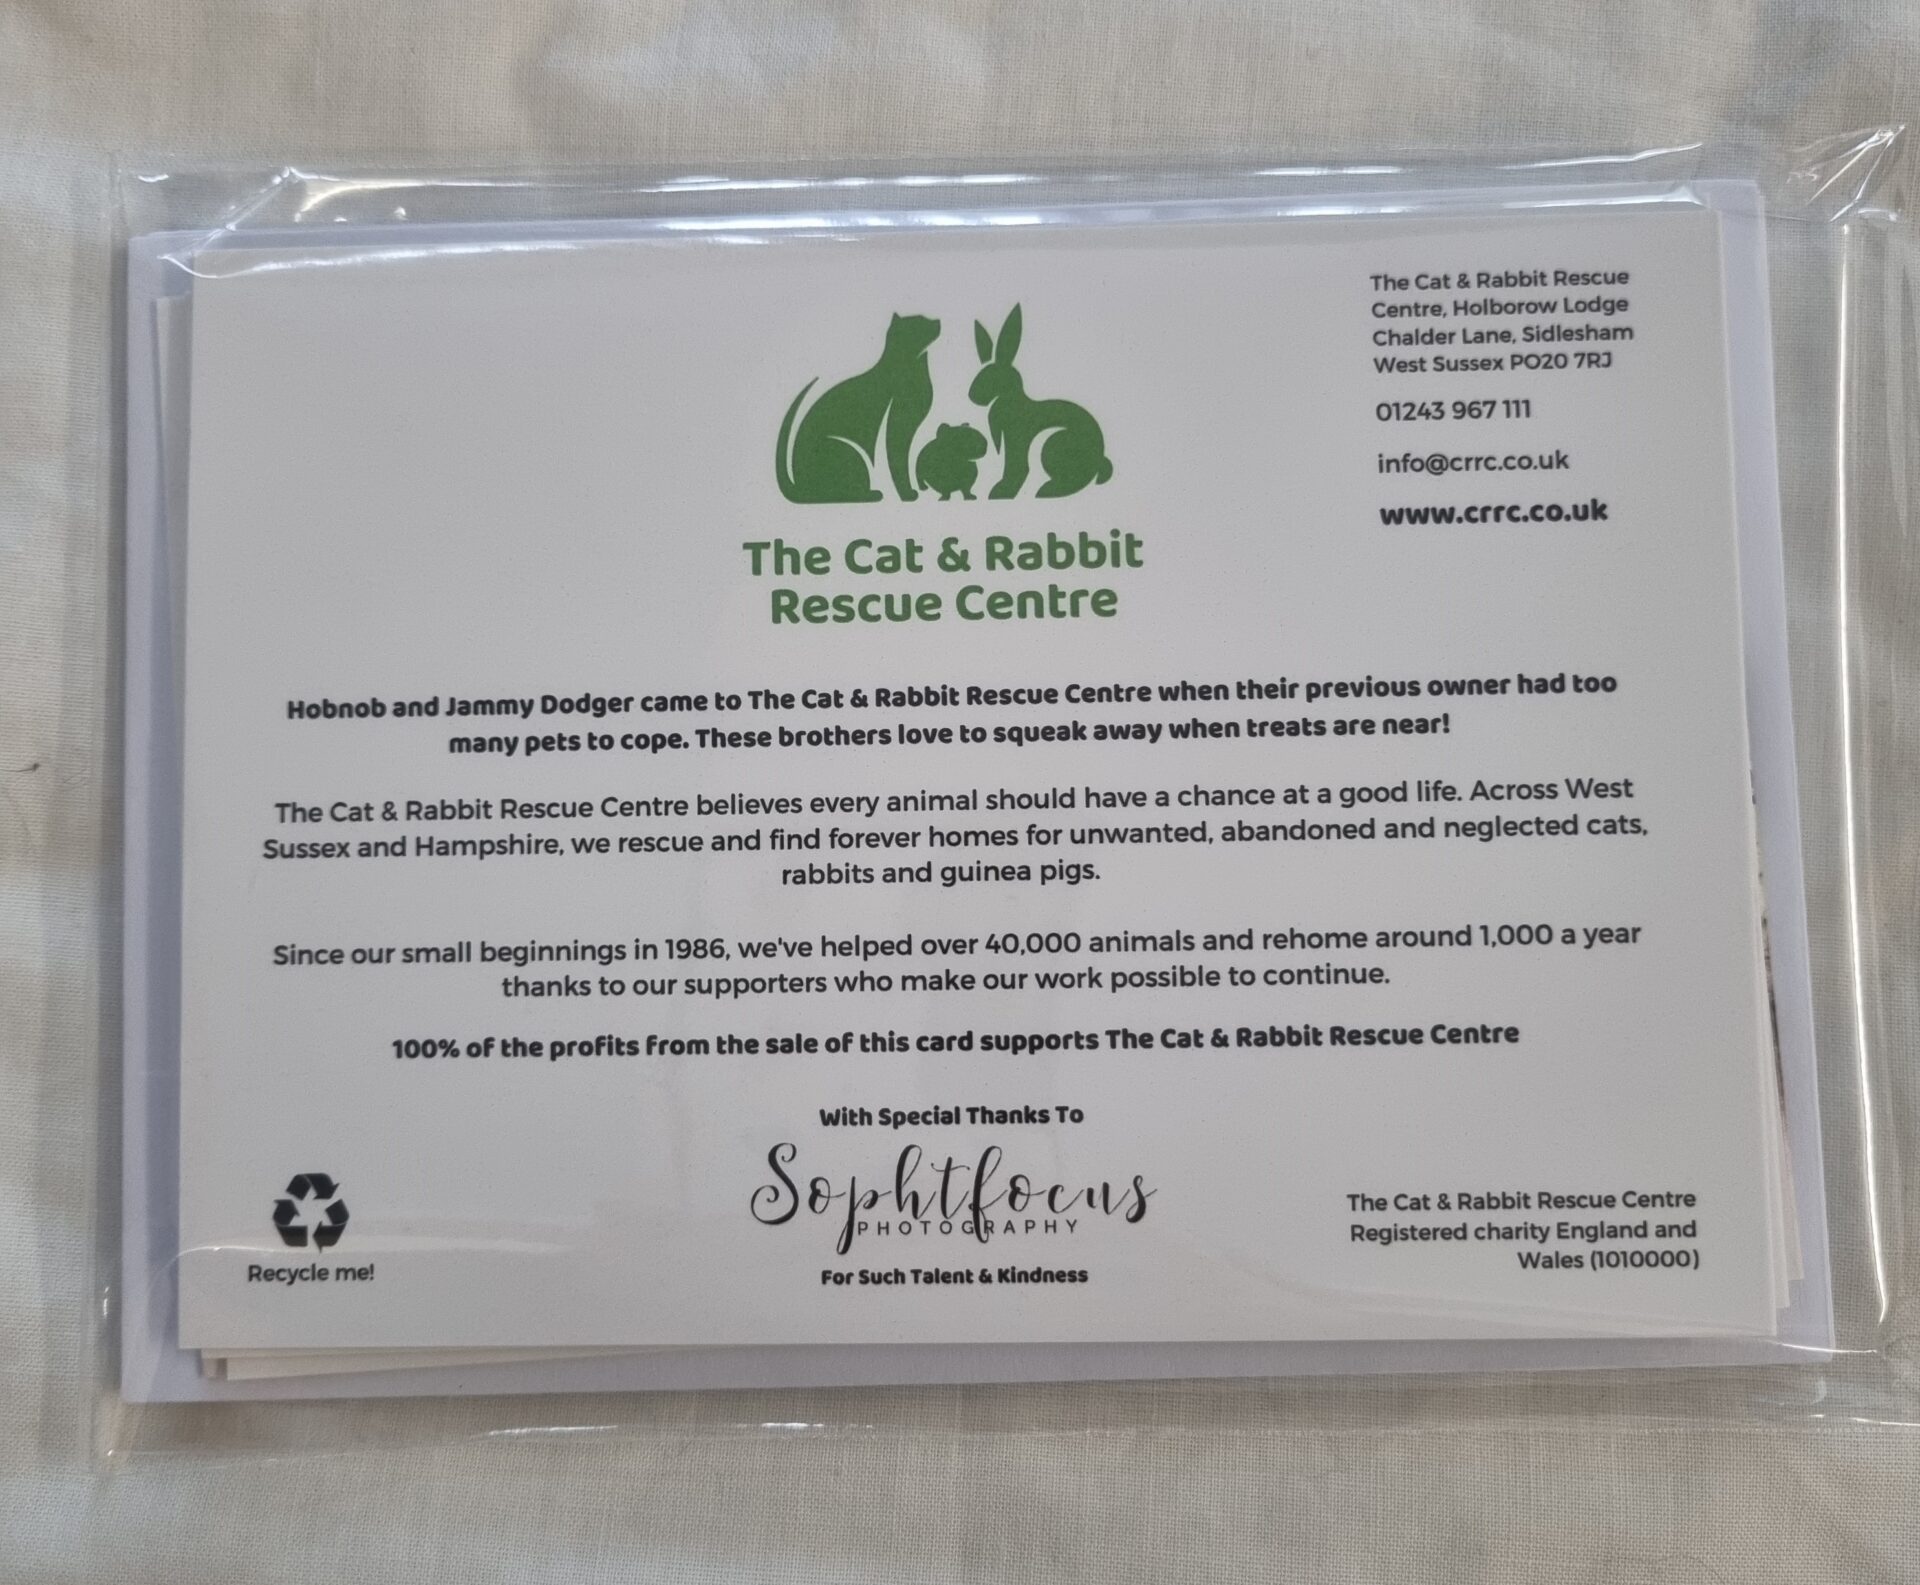 The Cat & Rabbit Rescue
Centre, Holborow Lodge
Chalder Lane, Sidlesham
West Sussex PO20 7RJ
01243 967 111
info@crrc.co.uk
www.crrc.co.uk
The Cat & Rabbit
Rescue Centre
Hobnob and Jammy Dodger came to The Cat & Rabbit Rescue Centre when their previous owner had too
many pets to cope. These brothers love to squeak away when treats are near!
The Cat & Rabbit Rescue Centre believes every animal should have a chance at a good life. Across West
Sussex and Hampshire, we rescue and find forever homes for unwanted, abandoned and neglected cats,
rabbits and guinea pigs.
Since our small beginnings in 1986, we've helped over 40,000 animals and rehome around 1,000 a year
thanks to our supporters who make our work possible to continue.
100% of the profits from the sale of this card supports The Cat & Rabbit Rescue Centre
With Special Thanks To
Sophtfocus
PHOTOGRAPHY
For Such Talent & Kindness
Recycle me!
The Cat & Rabbit Rescue Centre
Registered charity England and
Wales (1010000)